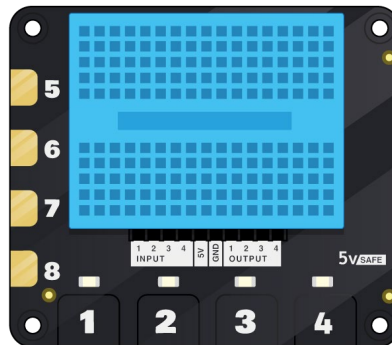 5
6
7
8
1 2 3 4 5V GND 1 2 3 4
INPUT OUTPUT
5V SAFE
1 2 3 4